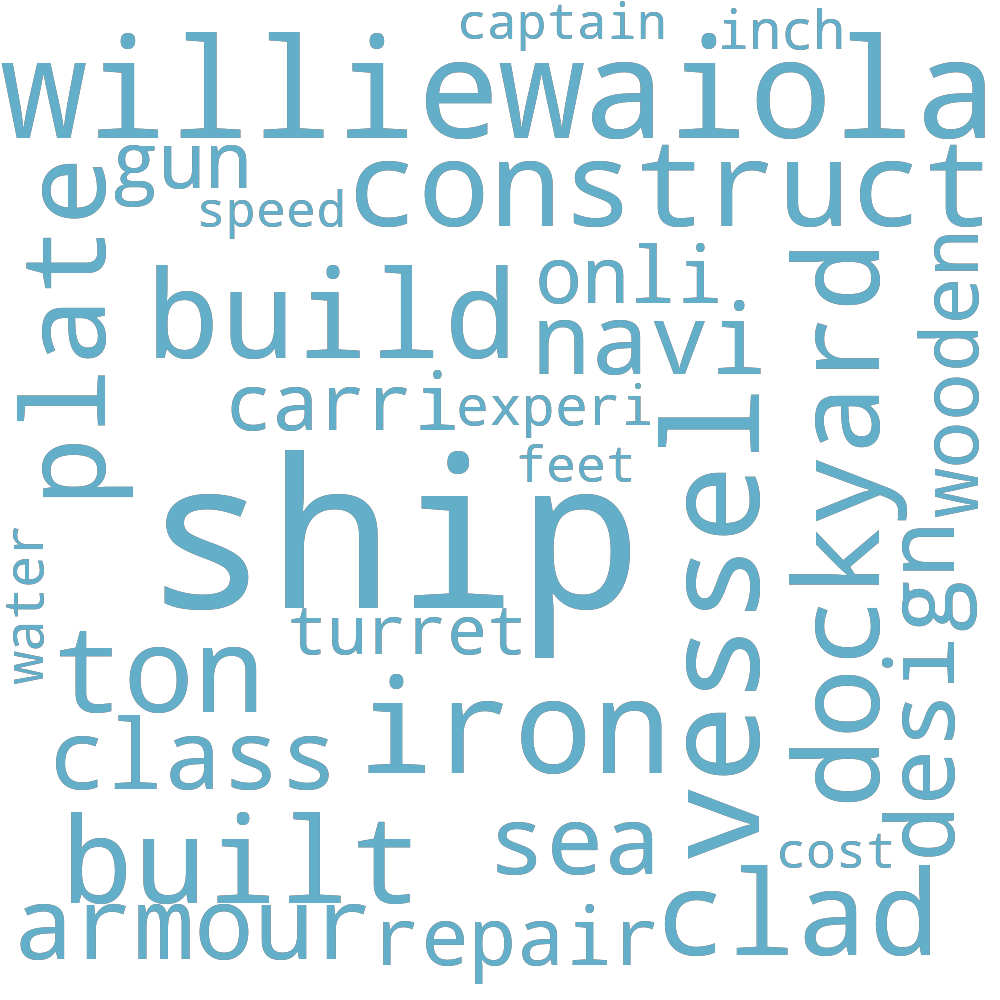 captain
inch
williewaiola
gun
construct
speed
plate
build
onli
navi
dockyard
wooden
carri
experi
vessel
feet
ship
design
water
turret
ton
iron
class
built
sea
cost
armour
repair
clad